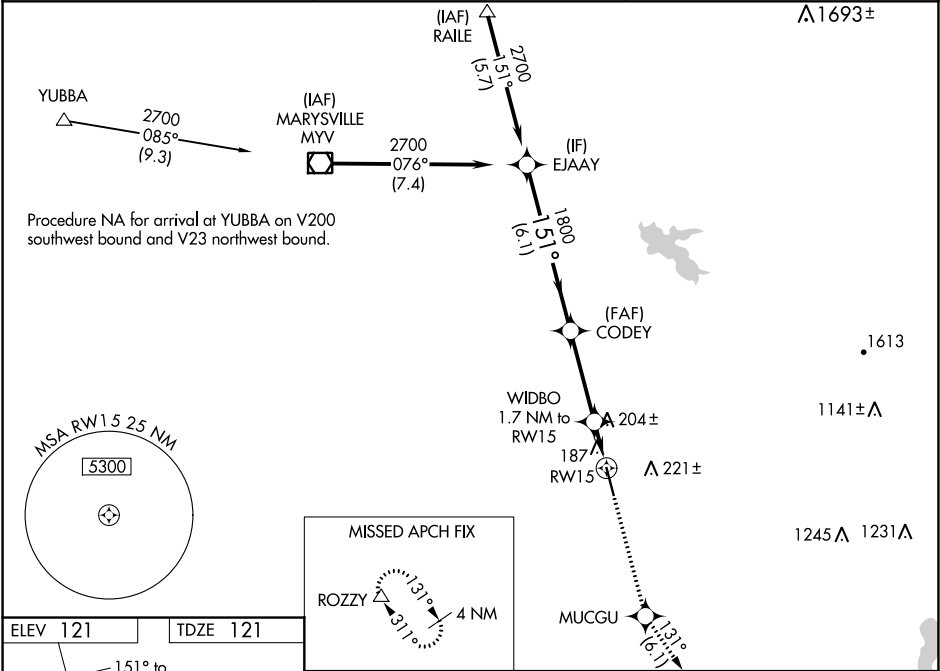 (IAF)
RAILE
1693±
2700
151°
(5.7)
YUBBA
2700
085°
(9.3)
(IAF)
MARYSVILLE
MYV
2700
076°
(7.4)
(IF)
EJAAY
Procedure NA for arrival at YUBBA on V200
southwest bound and V23 northwest bound.
1800
151°
(6.1)
(FAF)
CODEY
1613
WIDBO
1.7 NM to
RW15
204±
1141±
187
RW15
221±
MSA RW15 25 NM
5300
1245
1231
MISSED APCH FIX
ROZZY
131°
311°
4 NM
MUCGU
131°
(6.1)
ELEV 121
TDZE 121
151° to